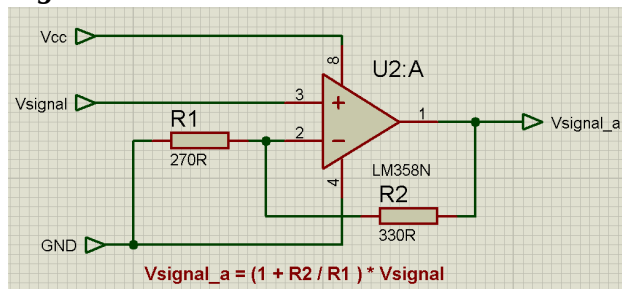 Vcc
8
U2:A
Vsignal
3
1
Vsignal_a
R1
2
270R
4
LM358N
R2
GND
330R
Vsignal_a = (1 + R2 / R1 ) * Vsignal